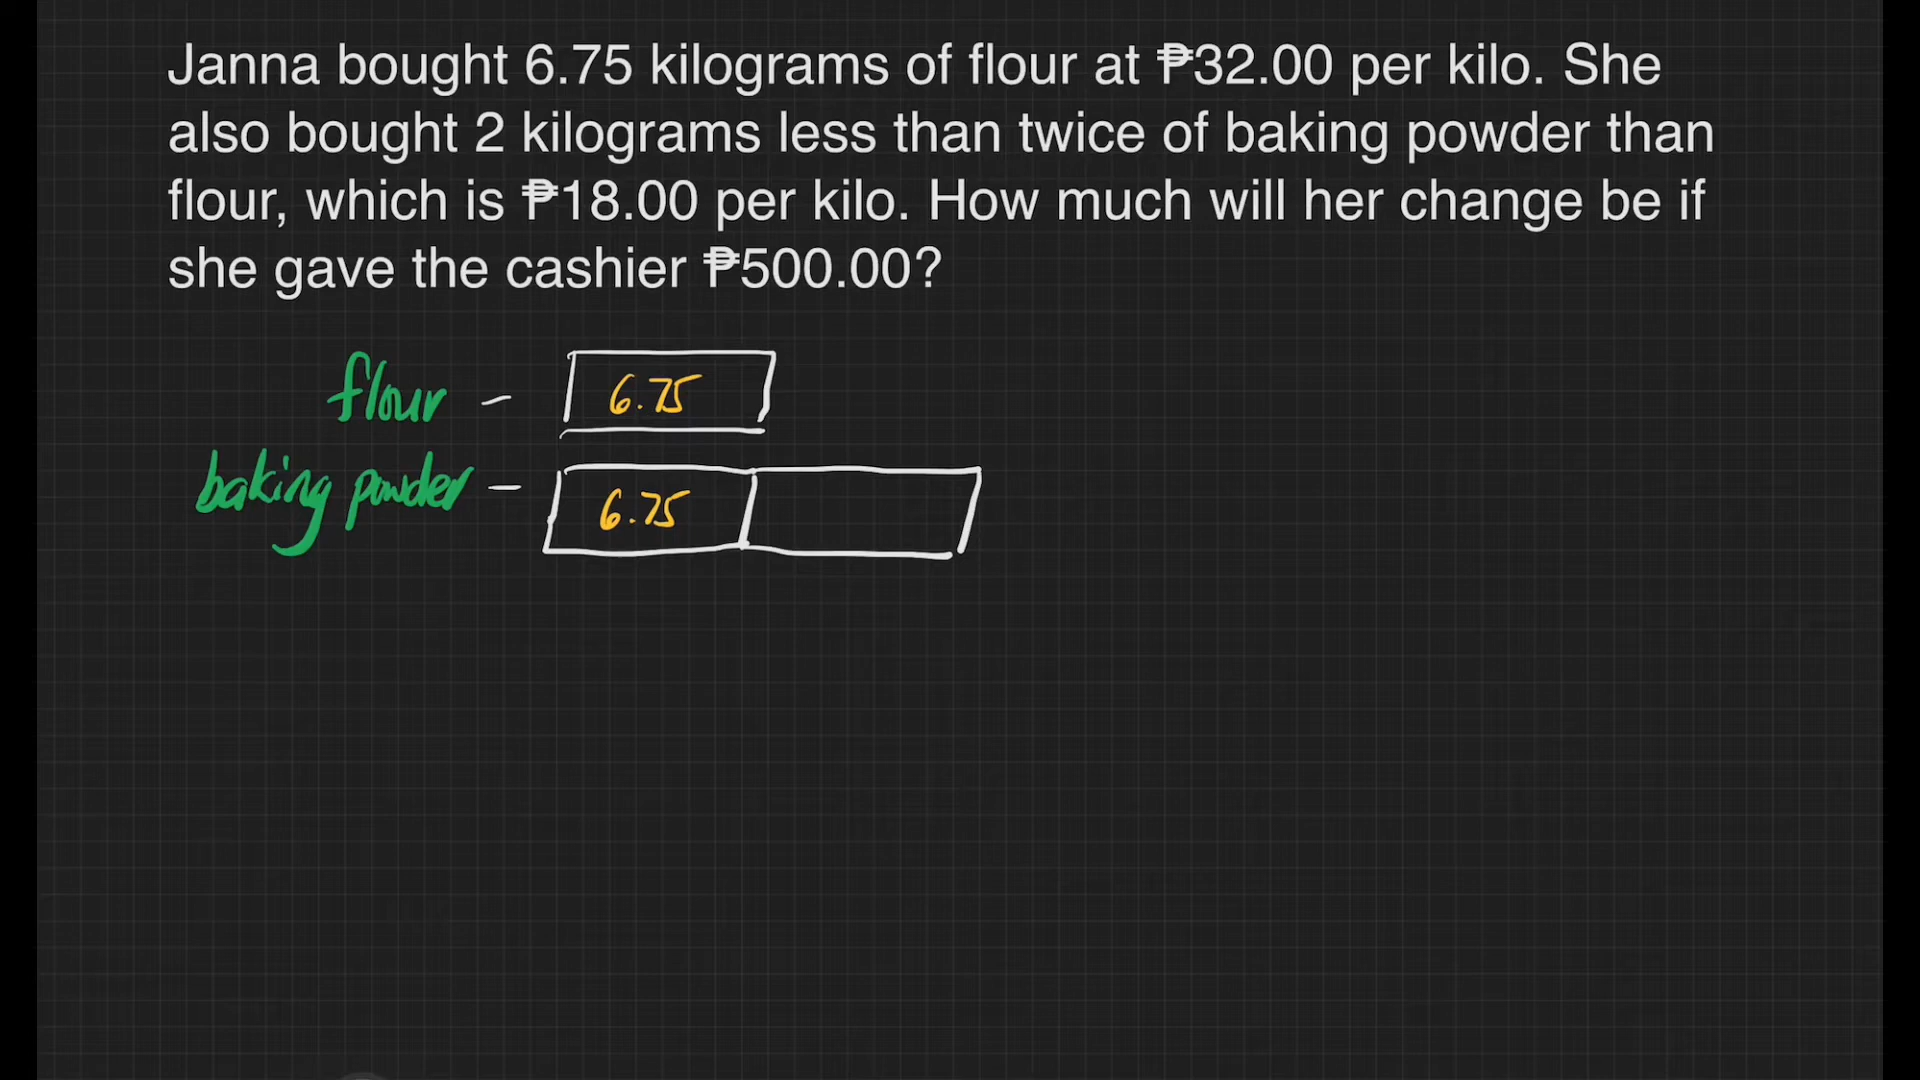 Janna bought 6.75 kilograms of flour at ₱32.00 per kilo. She
also bought 2 kilograms less than twice of baking powder than
flour, which is ₱18.00 per kilo. How much will her change be if
she gave the cashier ₱500.00?
flour - 6.75
baking powder - 6.75